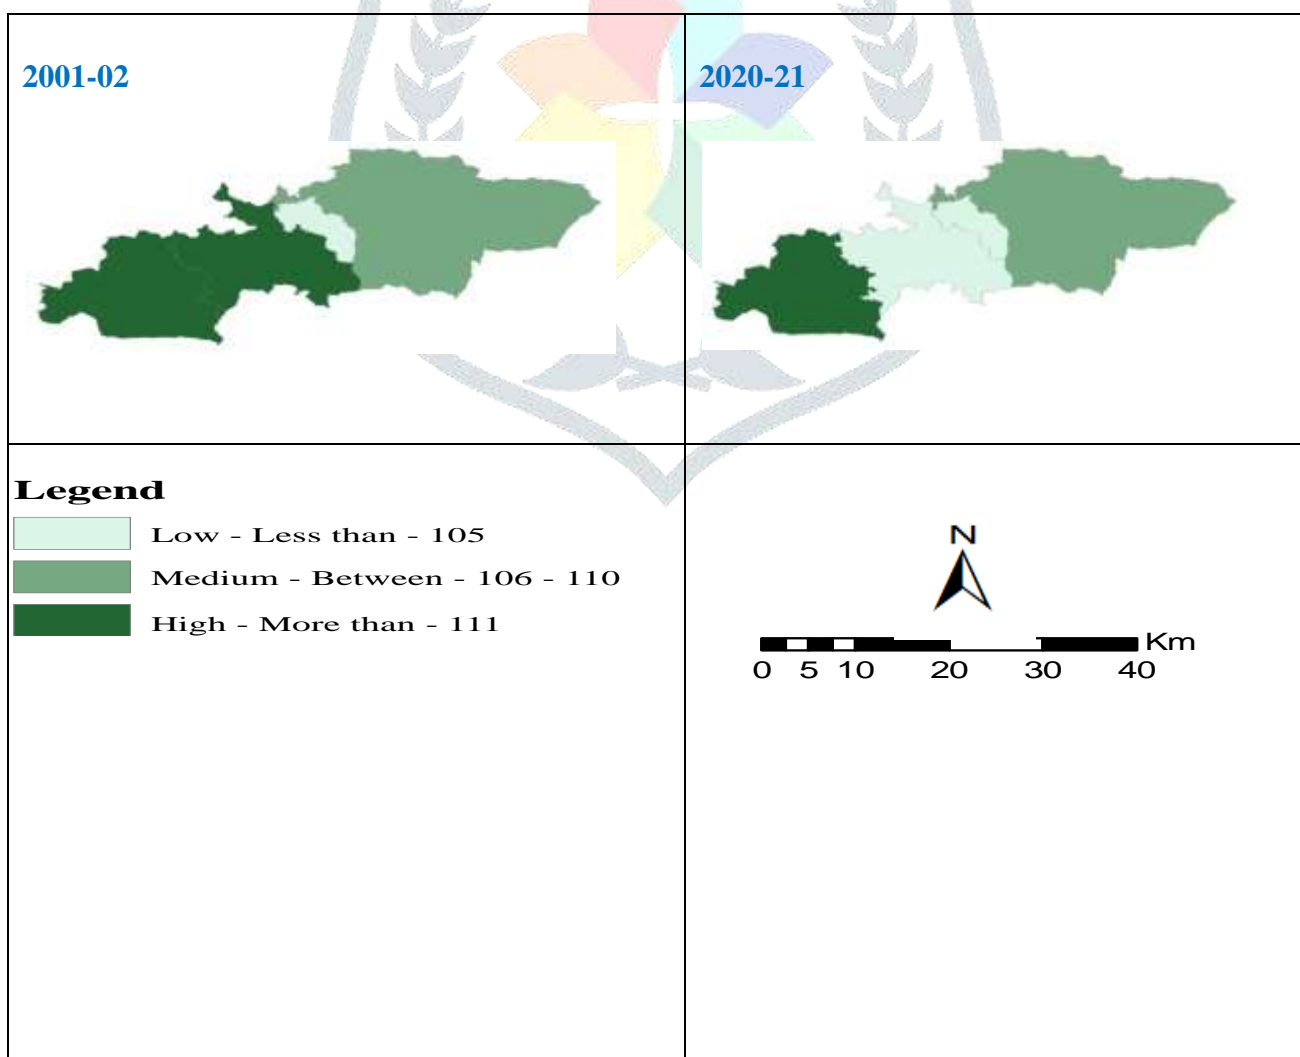 2001-02
2020-21
Legend
Low - Less than - 105
Medium - Between - 106 - 110
High - More than - 111
N
Km
0 5 10 20 30 40